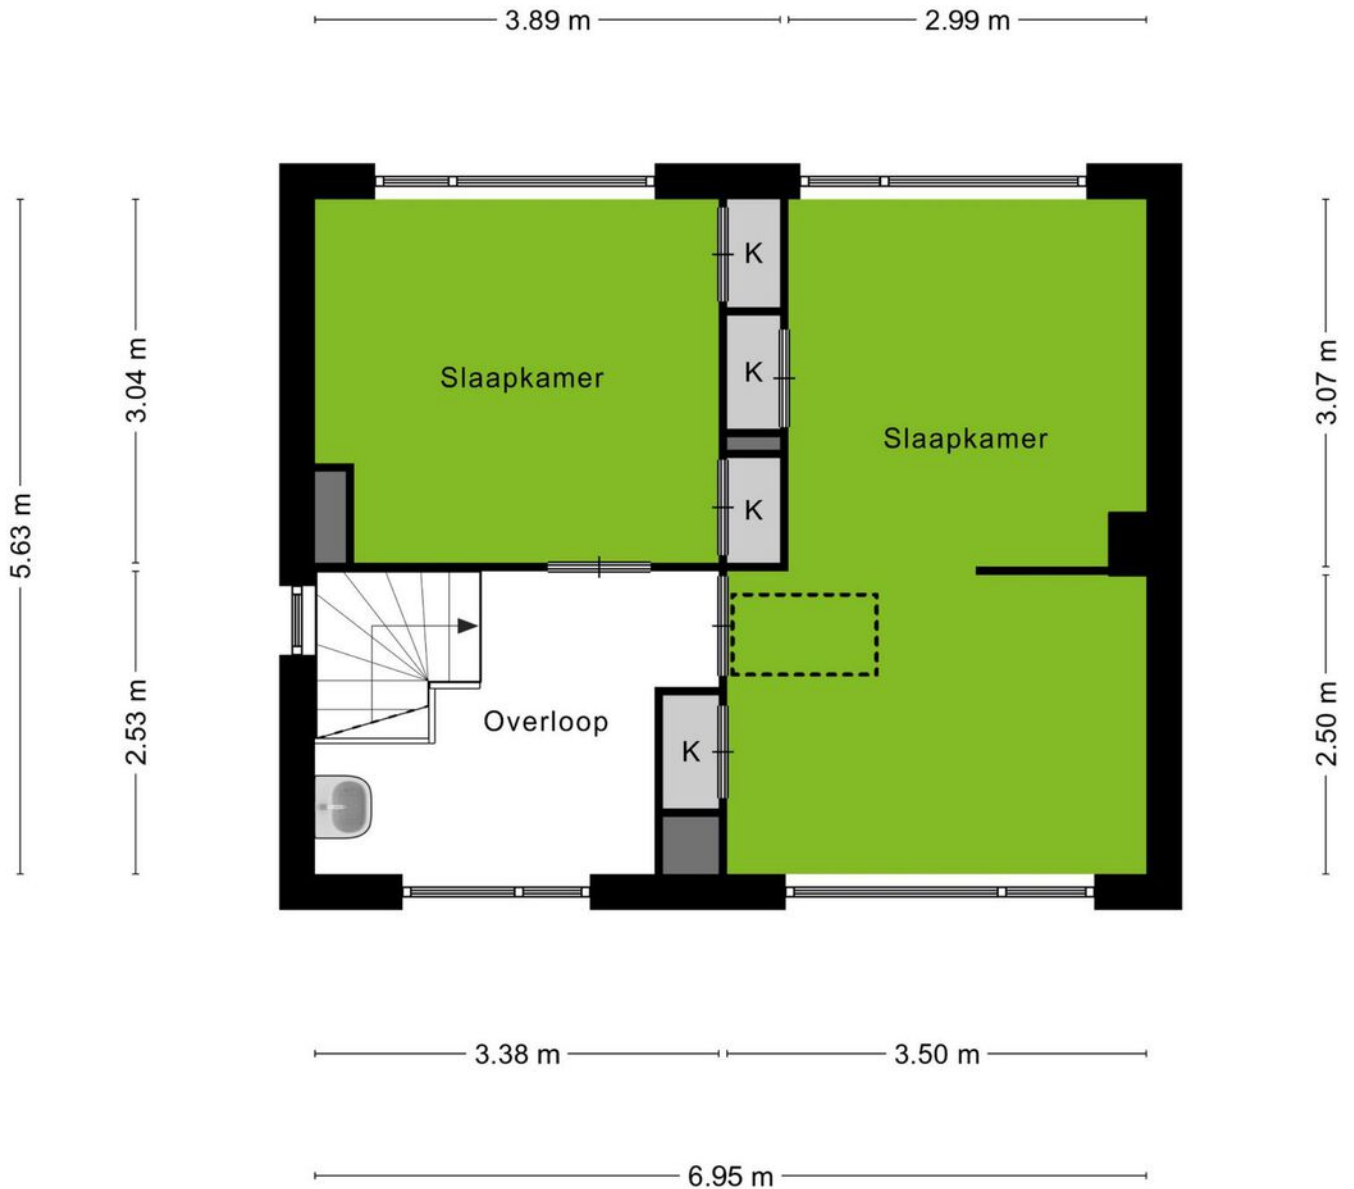 3.89 m
2.99 m
K
3.04 m
Slaapkamer
K
3.07 m
Slaapkamer
5.63 m
K
2.53 m
Overloop
K
2.50 m
3.38 m
3.50 m
6.95 m